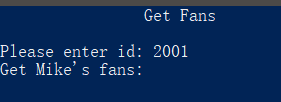 Get Fans
Please enter id: 2001
Get Mike's fans: